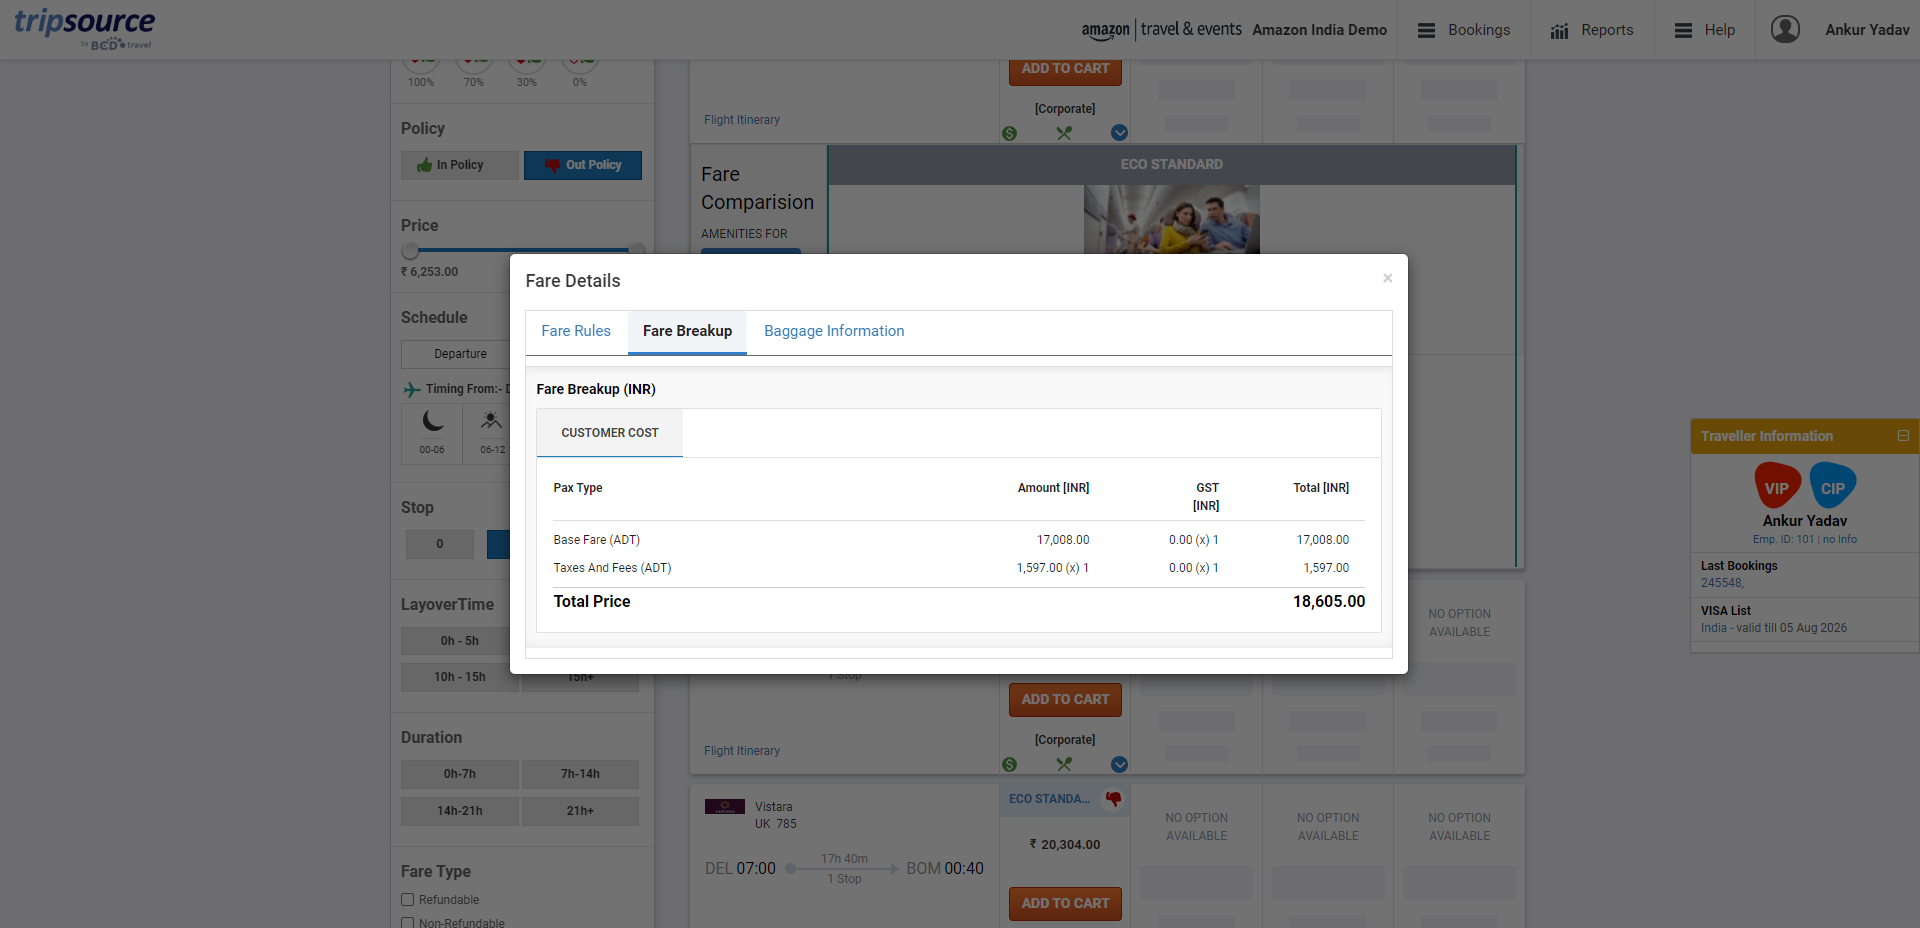 tripsource
by BCD travel
amazon travel & events
Amazon India Demo
Bookings
Reports
Help
Ankur Yadav
100% 70% 30% 0%
Policy
In Policy
Out Policy
Price
₹ 6,253.00
Schedule
Departure
Timing From:- D
00-06
06-12
Stop
0
LayoverTime
0h - 5h
10h - 15h
15h+
Duration
0h-7h
7h-14h
14h-21h
21h+
Fare Type
Refundable
Non-Refundable
ADD TO CART
[Corporate]
Flight Itinerary
Fare
Comparision
AMENITIES FOR
ECO STANDARD
Fare Details
×
Fare Rules
Fare Breakup
Baggage Information
Fare Breakup (INR)
CUSTOMER COST
Pax Type Amount [INR] GST [INR] Total [INR]
Base Fare (ADT) 17,008.00 0.00 (x) 1 17,008.00
Taxes And Fees (ADT) 1,597.00 (x) 1 0.00 (x) 1 1,597.00
Total Price 18,605.00
NO OPTION
AVAILABLE
1 Stop
ADD TO CART
[Corporate]
Flight Itinerary
Vistara
UK 785
DEL 07:00
17h 40m
1 Stop
BOM 00:40
ECO STANDA...
₹ 20,304.00
ADD TO CART
NO OPTION
AVAILABLE
NO OPTION
AVAILABLE
NO OPTION
AVAILABLE
Traveller Information
VIP
CIP
Ankur Yadav
Emp. ID: 101 | no Info
Last Bookings
245548,
VISA List
India - valid till 05 Aug 2026